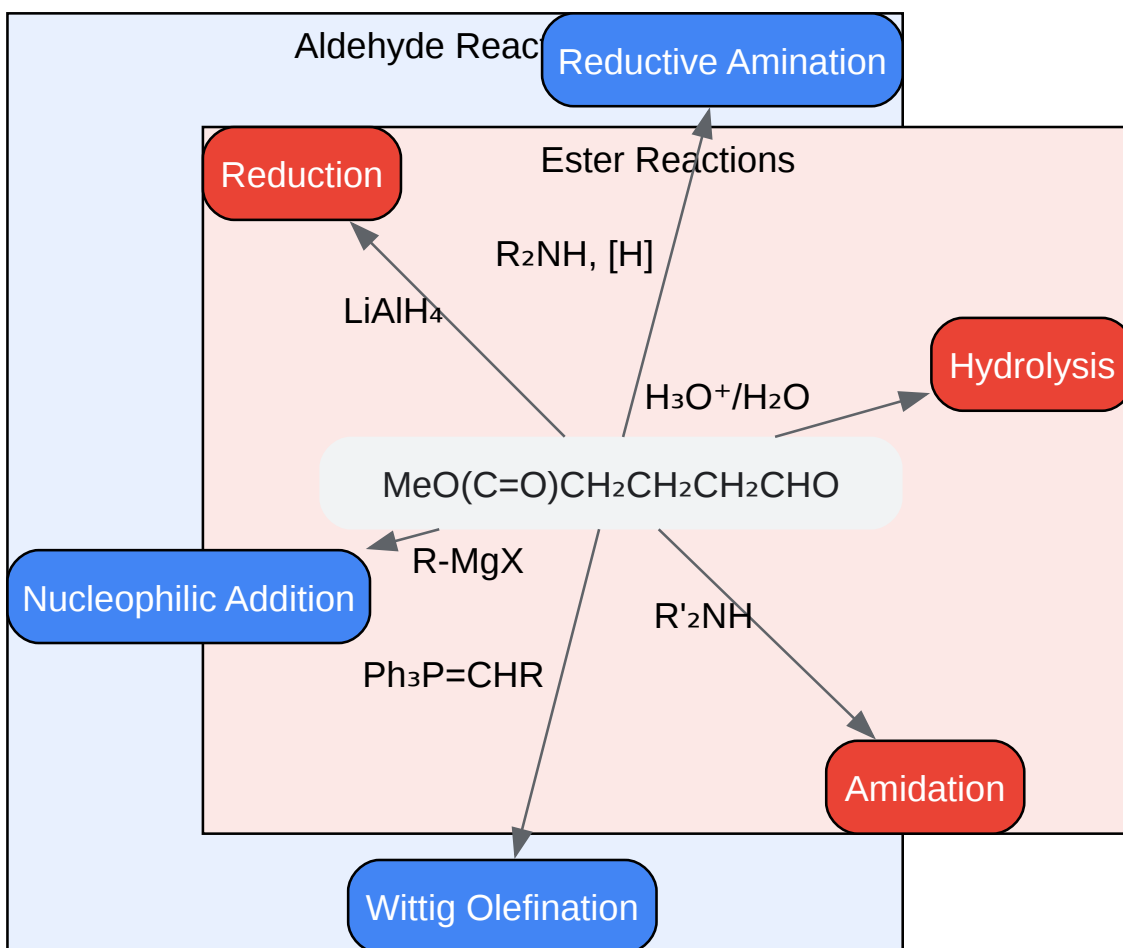 Aldehyde Reac
Reductive Amination
Ester Reactions
Reduction
R₂NH, [H]
LiAlH₄
Hydrolysis
H₃O⁺/H₂O
MeO(C=O)CH₂CH₂CH₂CHO
R-MgX
Nucleophilic Addition
R'₂NH
Ph₃P=CHR
Amidation
Wittig Olefination